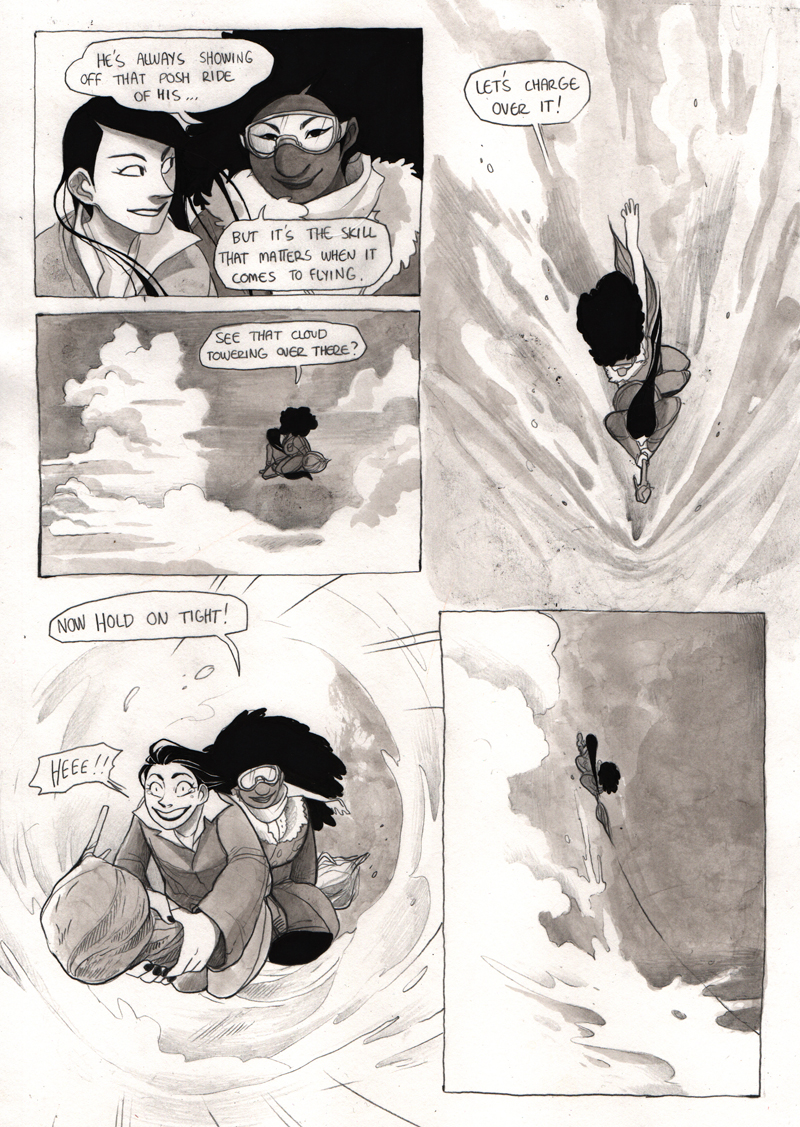 HE'S ALWAYS SHOWING
OFF THAT POSH RIDE
OF HIS...
BUT IT'S THE SKILL
THAT MATTERS WHEN IT
COMES TO FLYING.
SEE THAT CLOUD
TOWERING OVER THERE?
NOW HOLD ON TIGHT!
HEEE!!
LET'S CHARGE
OVER IT!